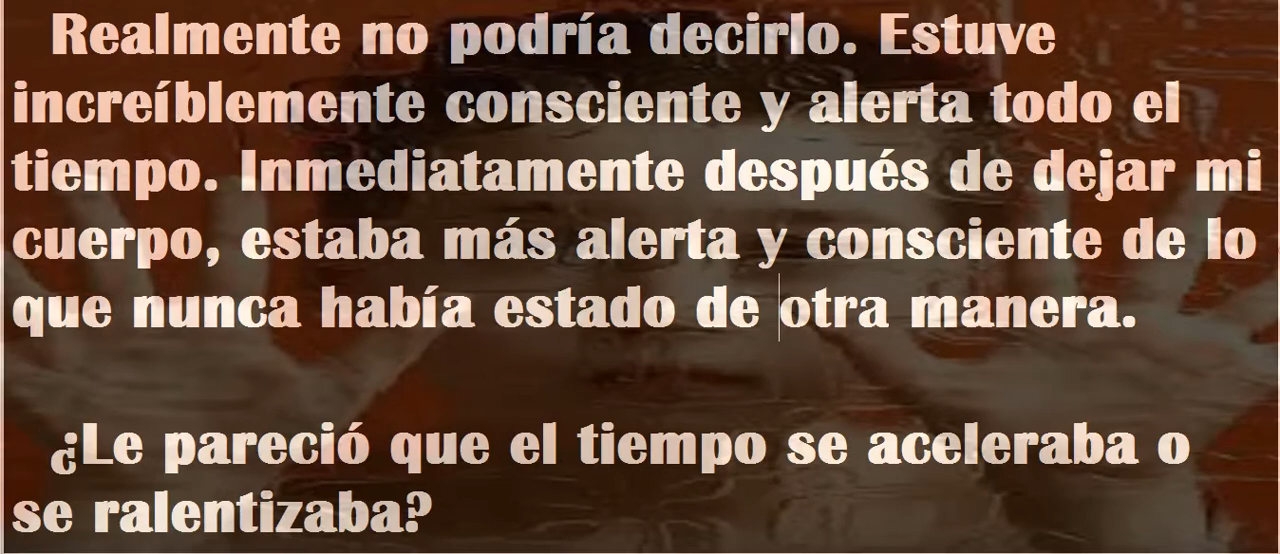 Realmente no podría decirlo. Estuve
increíblemente consciente y alerta todo el
tiempo. Inmediatamente después de dejar mi
cuerpo, estaba más alerta y consciente de lo
que nunca había estado de otra manera.
¿Le pareció que el tiempo se aceleraba o
se ralentizaba?